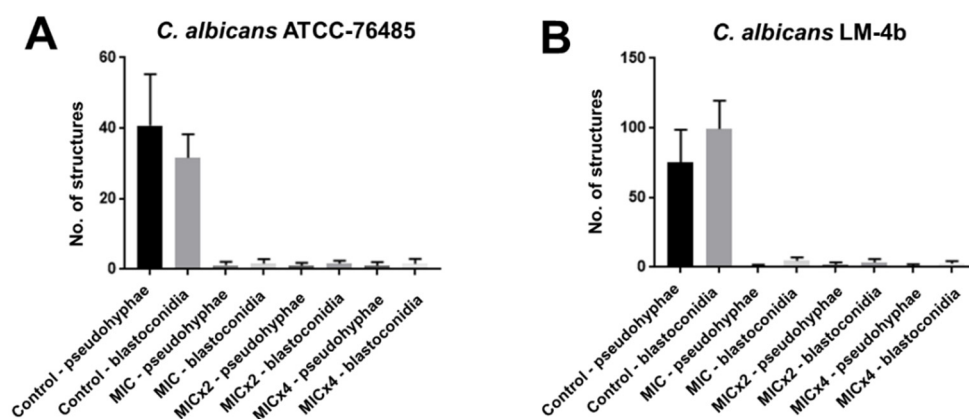 A
C. albicans ATCC-76485
No. of structures
60
40
20
0
Control - pseudohyphae
Control - blastoconidia
MIC - pseudohyphae
MIC - blastoconidia
MICx2 - pseudohyphae
MICx2 - blastoconidia
MICx4 - pseudohyphae
MICx4 - blastoconidia
B
C. albicans LM-4b
No. of structures
150
100
50
0
Control - pseudohyphae
Control - blastoconidia
MIC - pseudohyphae
MIC - blastoconidia
MICx2 - pseudohyphae
MICx2 - blastoconidia
MICx4 - pseudohyphae
MICx4 - blastoconidia